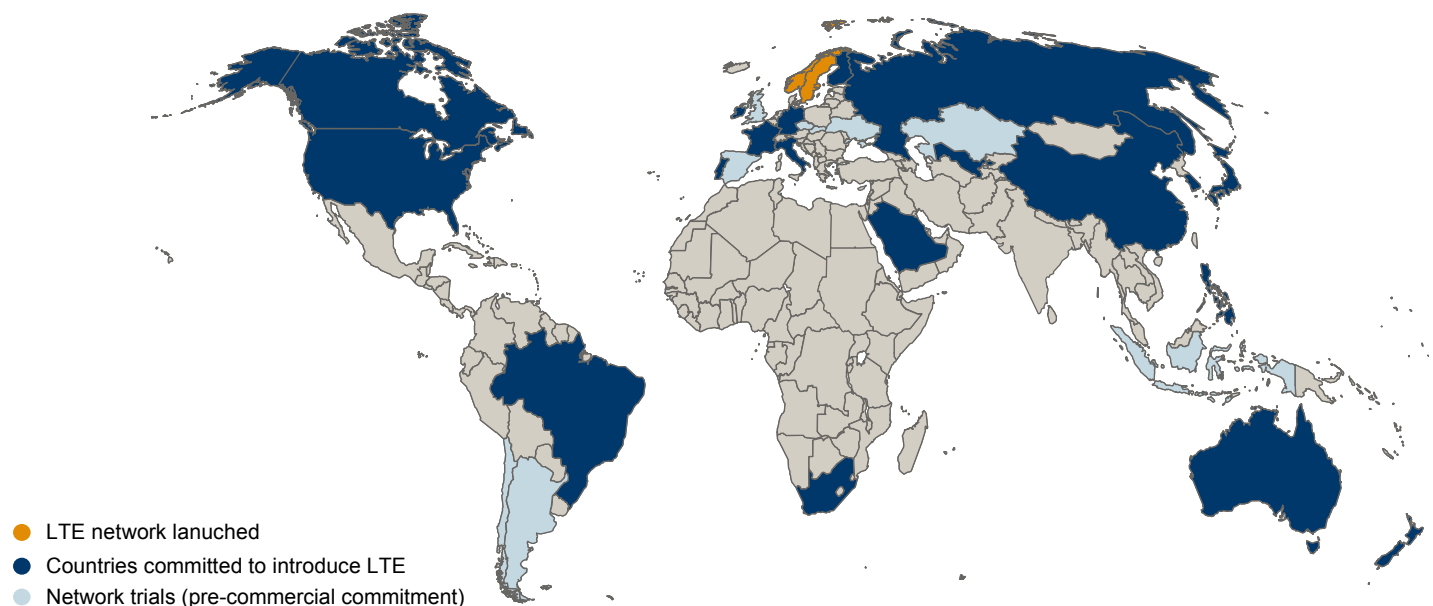 LTE network lanuched
Countries committed to introduce LTE
Network trials (pre-commercial commitment)